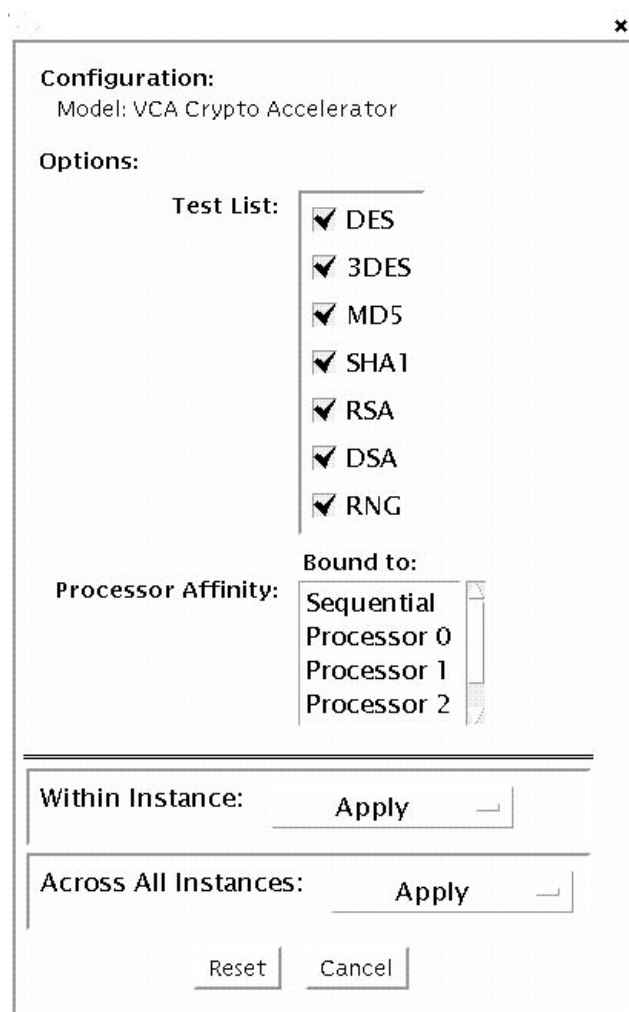 Configuration:
Model: VCA Crypto Accelerator
Options:
Test List:
DES
3DES
MD5
SHA1
RSA
DSA
RNG
Bound to:
Processor Affinity:
Sequential
Processor 0
Processor 1
Processor 2
Within Instance: Apply
Across All Instances: Apply
Reset Cancel